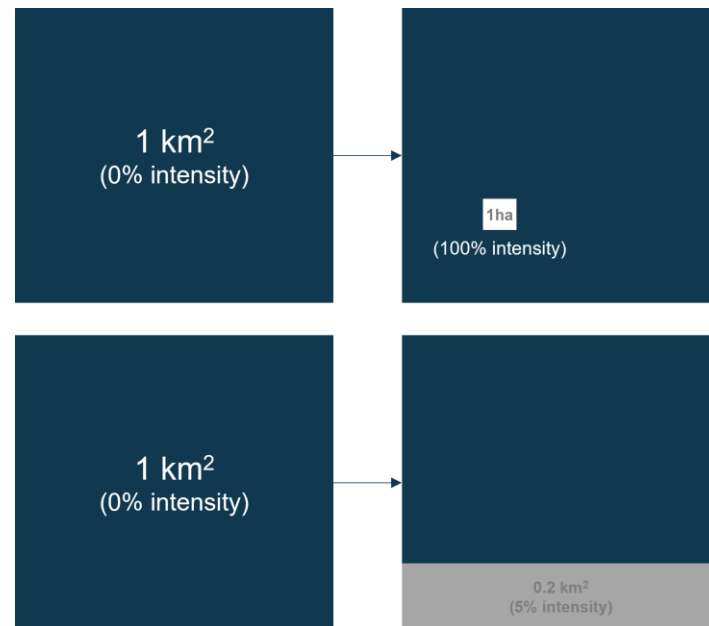 1 km²
(0% intensity)
1ha
(100% intensity)
1 km²
(0% intensity)
0.2 km²
(5% intensity)